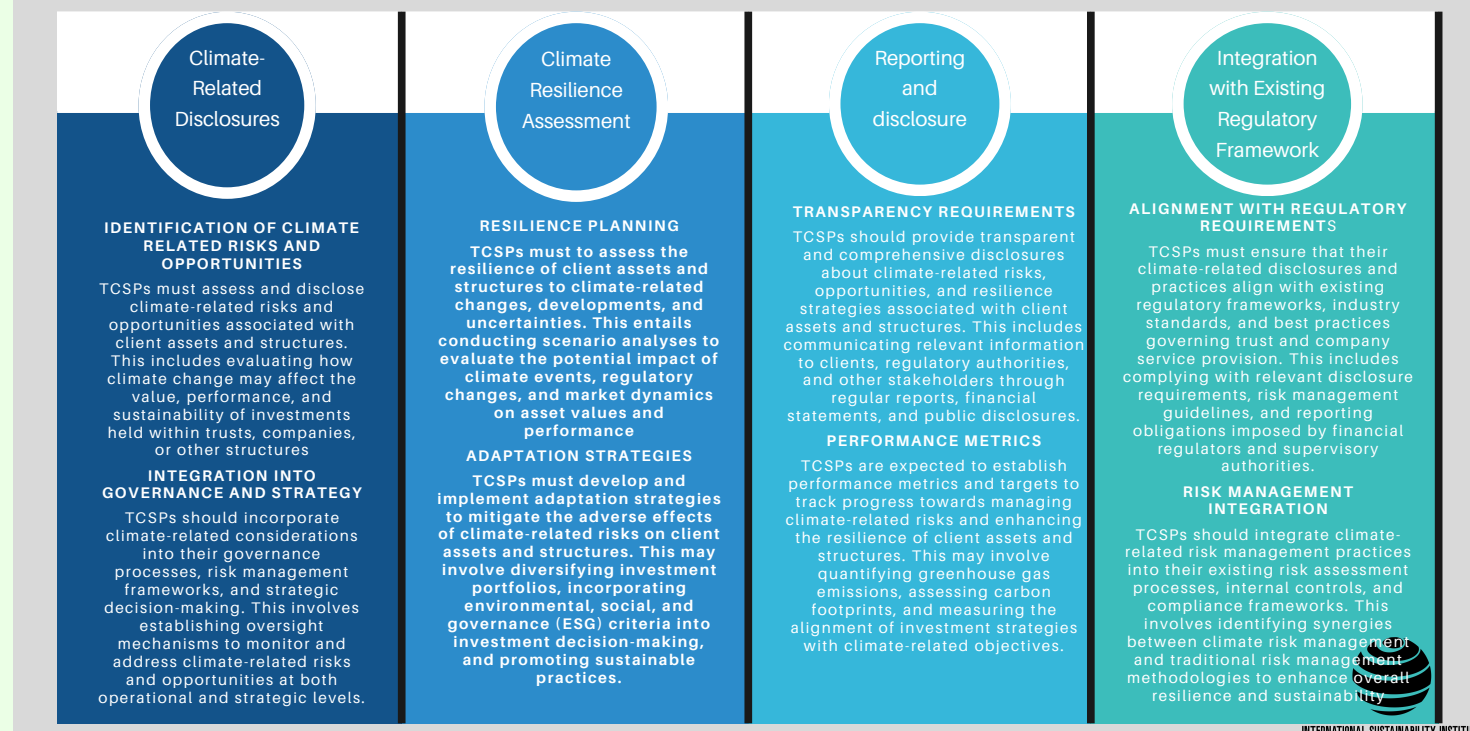 Climate-
Related
Disclosures
IDENTIFICATION OF CLIMATE
RELATED RISKS AND
OPPORTUNITIES
TCSPs must assess and disclose
climate-related risks and
opportunities associated with
client assets and structures.
This includes evaluating how
climate change may affect the
value, performance, and
sustainability of investments
held within trusts, companies,
or other structures
INTEGRATION INTO
GOVERNANCE AND STRATEGY
TCSPs should incorporate
climate-related considerations
into their governance
processes, risk management
frameworks, and strategic
decision-making. This involves
establishing oversight
mechanisms to monitor and
address climate-related risks
and opportunities at both
operational and strategic levels.
Climate
Resilience
Assessment
RESILIENCE PLANNING
TCSPs must to assess the
resilience of client assets and
structures to climate-related
changes, developments, and
uncertainties. This entails
conducting scenario analyses to
evaluate the potential impact of
climate events, regulatory
changes, and market dynamics
on asset values and
performance
ADAPTATION STRATEGIES
TCSPs must develop and
implement adaptation strategies
to mitigate the adverse effects
of climate-related risks on client
assets and structures. This may
involve diversifying investment
portfolios, incorporating
environmental, social, and
governance (ESG) criteria into
investment decision-making,
and promoting sustainable
practices.
Reporting
and
disclosure
TRANSPARENCY REQUIREMENTS
TCSPs should provide transparent
and comprehensive disclosures
about climate-related risks,
opportunities, and resilience
strategies associated with client
assets and structures. This includes
communicating relevant information
to clients, regulatory authorities,
and other stakeholders through
regular reports, financial
statements, and public disclosures.
PERFORMANCE METRICS
TCSPs are expected to establish
performance metrics and targets to
track progress towards managing
climate-related risks and enhancing
the resilience of client assets and
structures. This may involve
quantifying greenhouse gas
emissions, assessing carbon
footprints, and measuring the
alignment of investment strategies
with climate-related objectives.
Integration
with Existing
Regulatory
Framework
ALIGNMENT WITH REGULATORY
REQUIREMENTS
TCSPs must ensure that their
climate-related disclosures and
practices align with existing
regulatory frameworks, industry
standards, and best practices
governing trust and company
service provision. This includes
complying with relevant disclosure
requirements, risk management
guidelines, and reporting
obligations imposed by financial
regulators and supervisory
authorities.
RISK MANAGEMENT
INTEGRATION
TCSPs should integrate climate-
related risk management practices
into their existing risk assessment
processes, internal controls, and
compliance frameworks. This
involves identifying synergies
between climate risk management
and traditional risk management
methodologies to enhance overall
resilience and sustainability
INTERNATIONAL SUSTAINABILITY